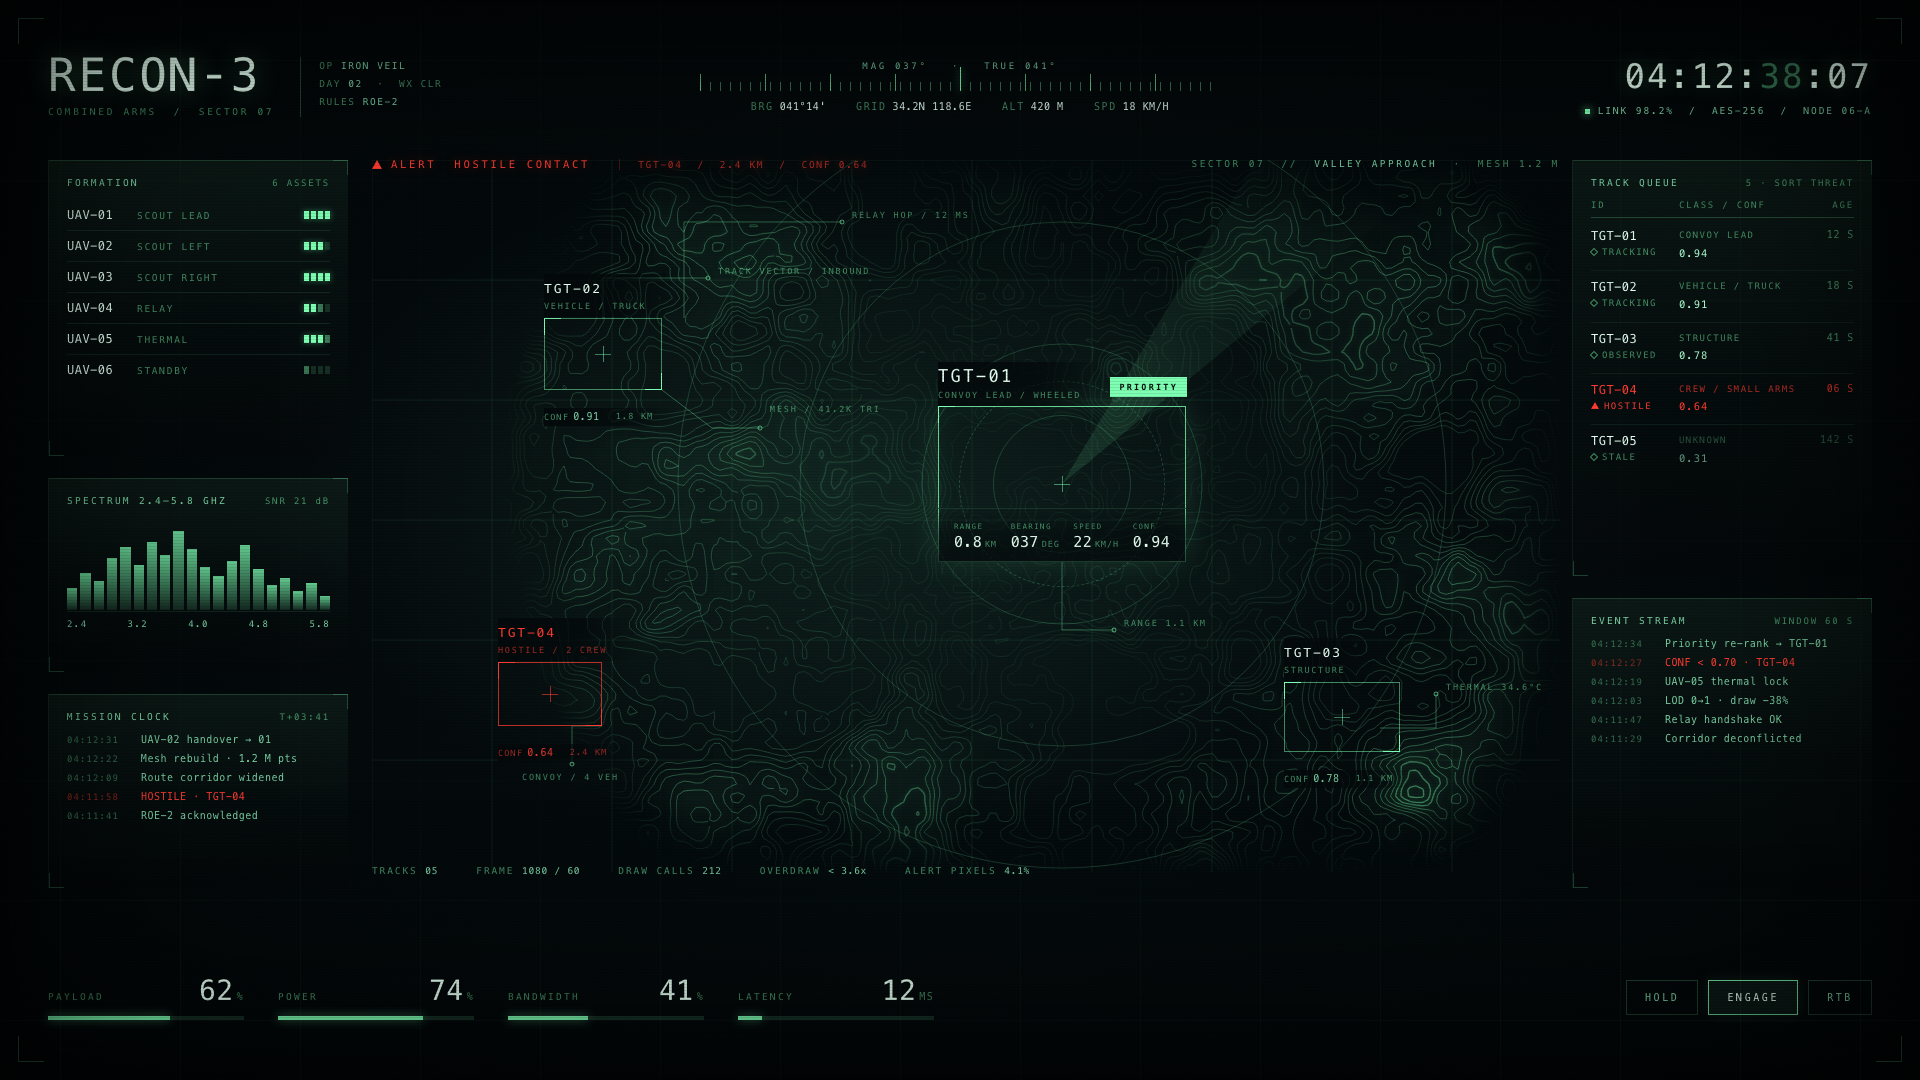 RECON-3
COMBINED ARMS / SECTOR 07
OP IRON VEIL
DAY 02 · WX CLR
RULES ROE-2
MAG 037° · TRUE 041°
BRG 041°14' GRID 34.2N 118.6E ALT 420 M SPD 18 KM/H
04:12:38:07
LINK 98.2% / AES-256 / NODE 06-A
FORMATION 6 ASSETS
UAV-01 SCOUT LEAD
UAV-02 SCOUT LEFT
UAV-03 SCOUT RIGHT
UAV-04 RELAY
UAV-05 THERMAL
UAV-06 STANDBY
SPECTRUM 2.4–5.8 GHZ SNR 21 dB
2.4 3.2 4.0 4.8 5.8
MISSION CLOCK T+03:41
04:12:31 UAV-02 handover → 01
04:12:22 Mesh rebuild · 1.2 M pts
04:12:09 Route corridor widened
04:11:58 HOSTILE · TGT-04
04:11:41 ROE-2 acknowledged
ALERT HOSTILE CONTACT TGT-04 / 2.4 KM / CONF 0.64
SECTOR 07 // VALLEY APPROACH · MESH 1.2 M
RELAY HOP / 12 MS
TRACK VECTOR / INBOUND
TGT-02
VEHICLE / TRUCK
CONF 0.91 1.8 KM
MESH / 41.2K TRI
TGT-01
CONVOY LEAD / WHEELED
PRIORITY
RANGE BEARING SPEED CONF
0.8 KM 037 DEG 22 KM/H 0.94
RANGE 1.1 KM
TGT-04
HOSTILE / 2 CREW
CONF 0.64 2.4 KM
CONVOY / 4 VEH
TGT-03
STRUCTURE
THERMAL 34.6°C
CONF 0.78 1.1 KM
TRACKS 05 FRAME 1080 / 60 DRAW CALLS 212 OVERDRAW < 3.6x ALERT PIXELS 4.1%
TRACK QUEUE 5 · SORT THREAT
ID CLASS / CONF AGE
TGT-01 CONVOY LEAD 12 S
TRACKING 0.94
TGT-02 VEHICLE / TRUCK 18 S
TRACKING 0.91
TGT-03 STRUCTURE 41 S
OBSERVED 0.78
TGT-04 CREW / SMALL ARMS 06 S
HOSTILE 0.64
TGT-05 UNKNOWN 142 S
STALE 0.31
EVENT STREAM WINDOW 60 S
04:12:34 Priority re-rank → TGT-01
04:12:27 CONF < 0.70 · TGT-04
04:12:19 UAV-05 thermal lock
04:12:03 LOD 0→1 · draw −38%
04:11:47 Relay handshake OK
04:11:29 Corridor deconflicted
PAYLOAD 62 %
POWER 74 %
BANDWIDTH 41 %
LATENCY 12 MS
HOLD ENGAGE RTB